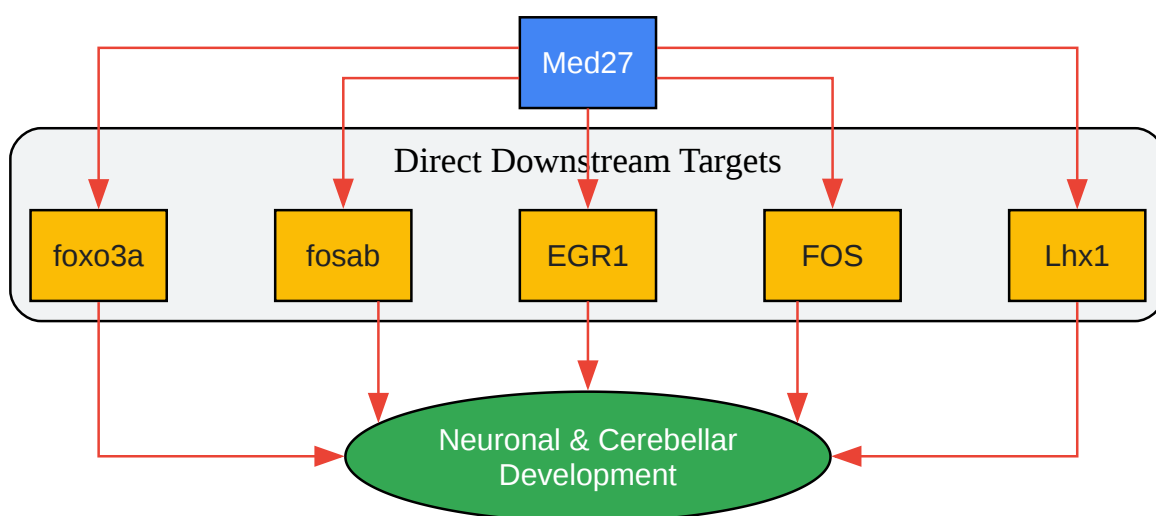 Med27
Direct Downstream Targets
foxo3a
fosab
EGR1
FOS
Lhx1
Neuronal & Cerebellar
Development